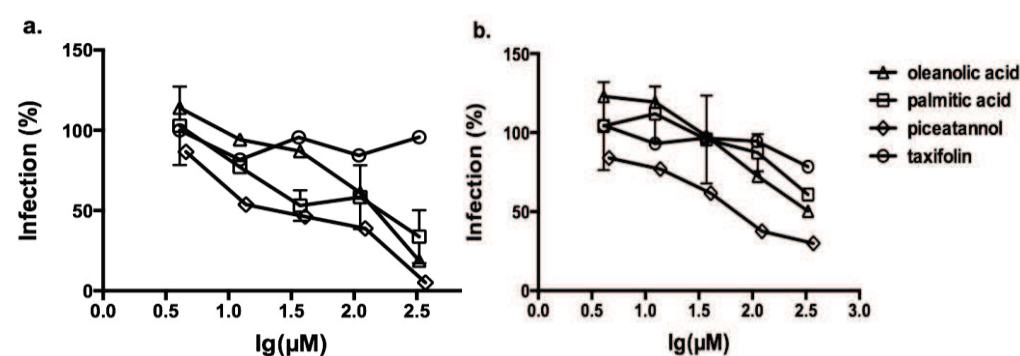 a.
Infection (%)
150
100
50
0
0.0 0.5 1.0 1.5 2.0 2.5
lg(µM)
b.
Infection (%)
150
100
50
0
0.0 0.5 1.0 1.5 2.0 2.5 3.0
lg(µM)
oleanolic acid
palmitic acid
piceatannol
taxifolin